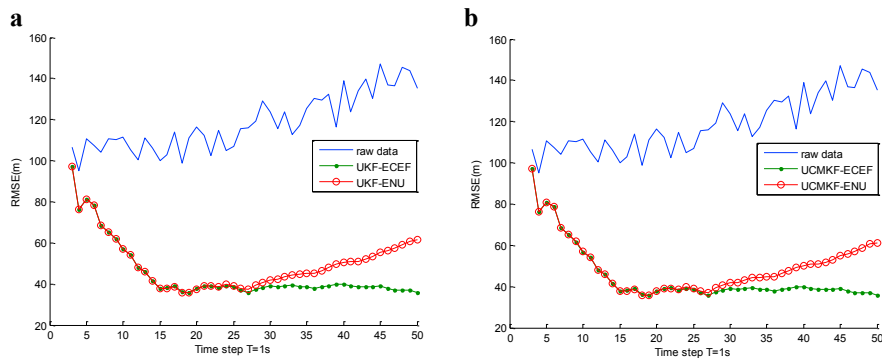 a
160
140
120
100
80
60
40
20
RMSE(m)
raw data
UKF-ECEF
UKF-ENU
0 5 10 15 20 25 30 35 40 45 50
Time step T=1s
b
160
140
120
100
80
60
40
20
RMSE(m)
raw data
UCMKF-ECEF
UCMKF-ENU
0 5 10 15 20 25 30 35 40 45 50
Time step T=1s